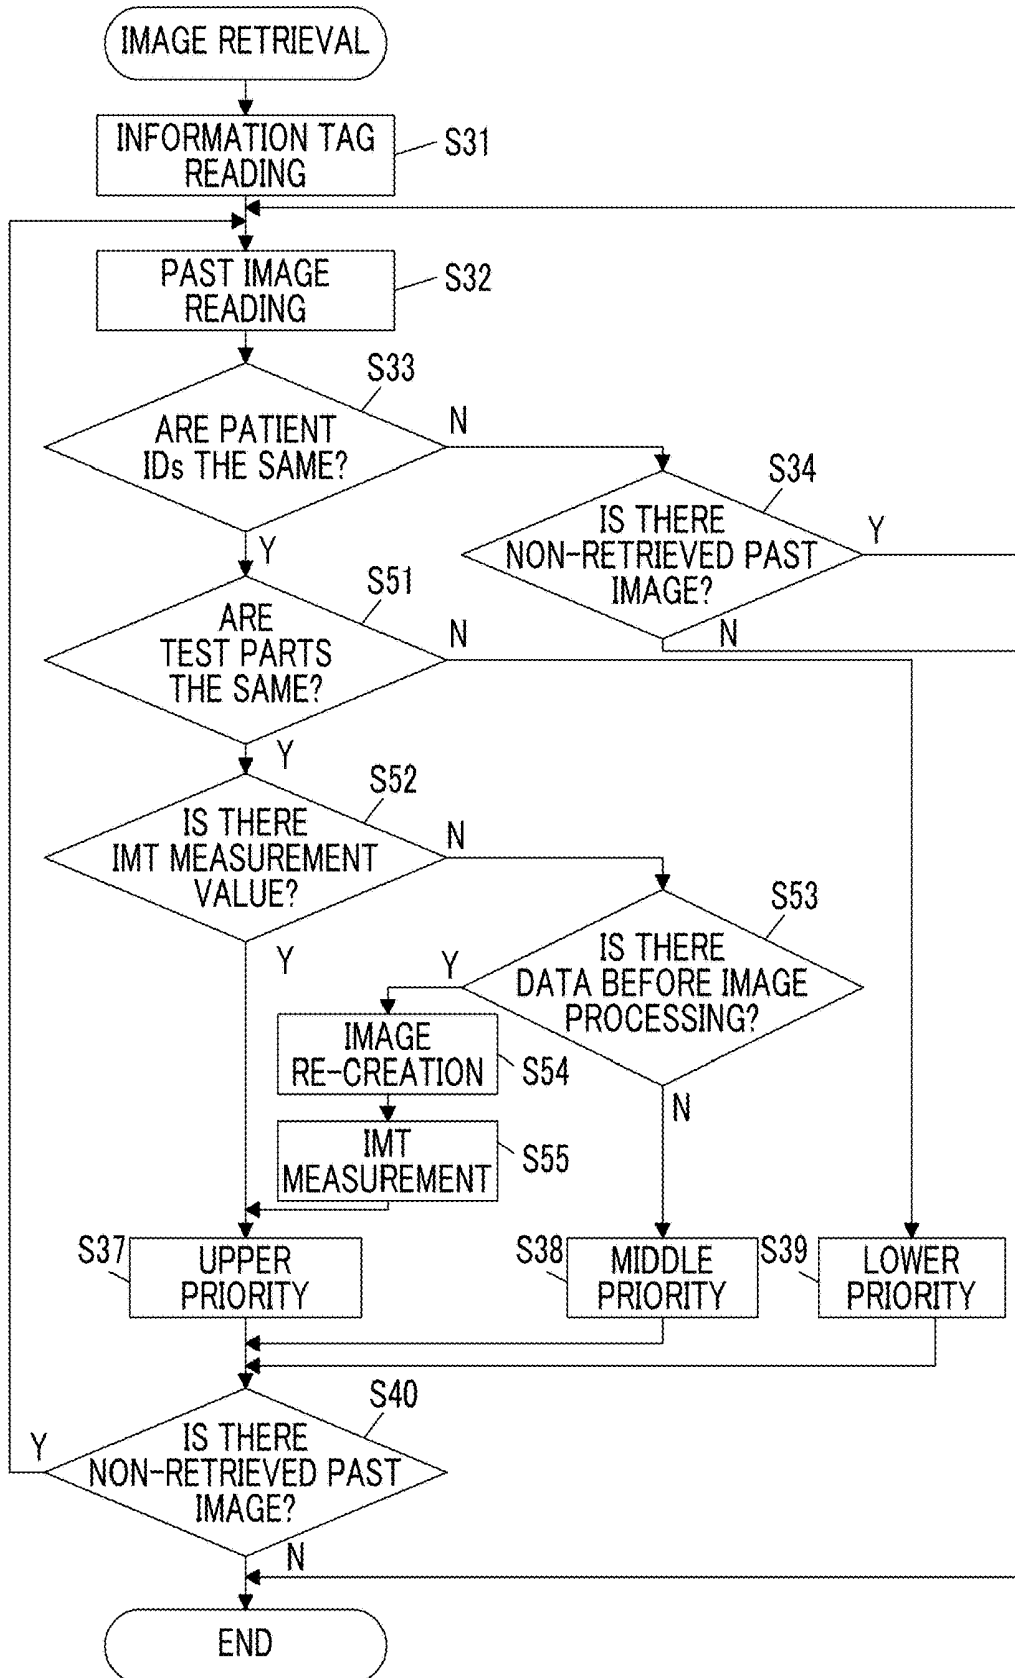 IMAGE RETRIEVAL
INFORMATION TAG
READING
S31
PAST IMAGE
READING
S32
S33
ARE PATIENT
IDs THE SAME?
N
Y
S34
IS THERE
NON-RETRIEVED PAST
IMAGE?
Y
N
S51
ARE
TEST PARTS
THE SAME?
N
Y
S52
IS THERE
IMT MEASUREMENT
VALUE?
N
Y
S53
IS THERE
DATA BEFORE IMAGE
PROCESSING?
Y
N
IMAGE
RE-CREATION
S54
IMT
MEASUREMENT
S55
S37
UPPER
PRIORITY
S38
MIDDLE
PRIORITY
S39
LOWER
PRIORITY
S40
IS THERE
NON-RETRIEVED PAST
IMAGE?
Y
N
END